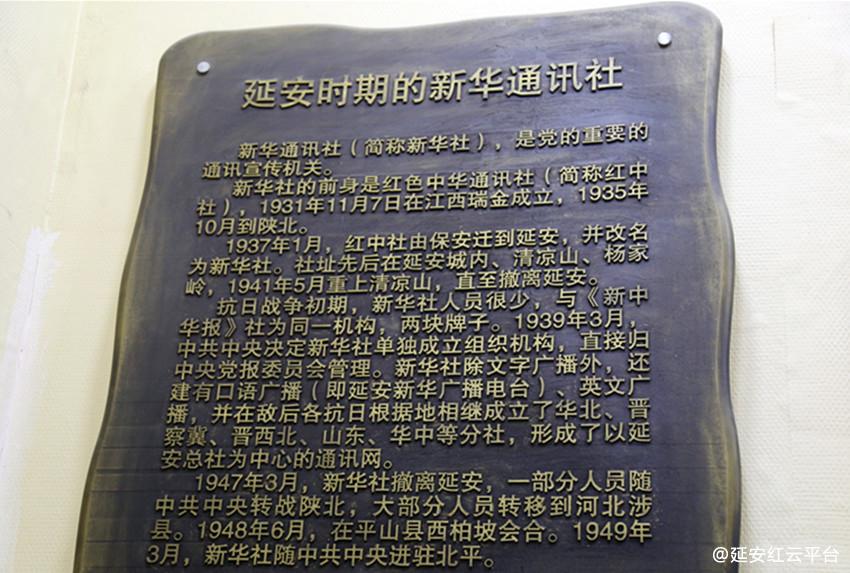 延安时期的新华通讯社
新华通讯社（简称新华社），是党的重要的
通讯宣传机关。
新华社的前身是红色中华通讯社（简称红中
社），1931年11月7日在江西瑞金成立，1935年
10月到陕北。
1937年1月，红中社由保安迁到延安，并改名
为新华社。社址先后在延安城内、清凉山、杨家
岭，1941年5月重上清凉山，直至撤离延安。
抗日战争初期，新华社人员很少，与《新中
华报》社为同一机构，两块牌子。1939年3月，
中共中央决定新华社单独成立组织机构，直接归
中央党报委员会管理。新华社除文字广播外，还
建有口语广播（即延安新华广播电台）、英文广
播，并在敌后各抗日根据地相继成立了华北、晋
察冀、晋西北、山东、华中等分社，形成了以延
安总社为中心的通讯网。
1947年3月，新华社撤离延安，一部分人员随
中共中央转战陕北，大部分人员转移到河北涉
县。1948年6月，在平山县西柏坡会合。1949年
3月，新华社随中共中央进驻北平。
@延安红云平台